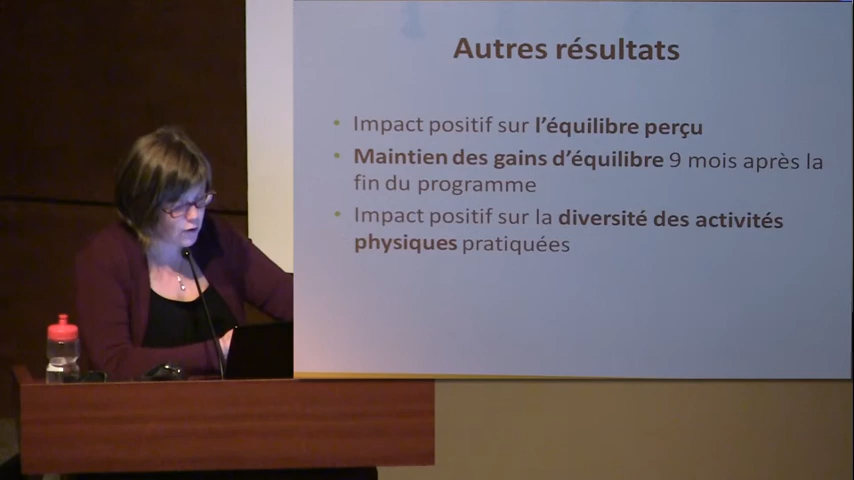 Autres résultats
• Impact positif sur l'équilibre perçu
• Maintien des gains d'équilibre 9 mois après la
fin du programme
• Impact positif sur la diversité des activités
physiques pratiquées